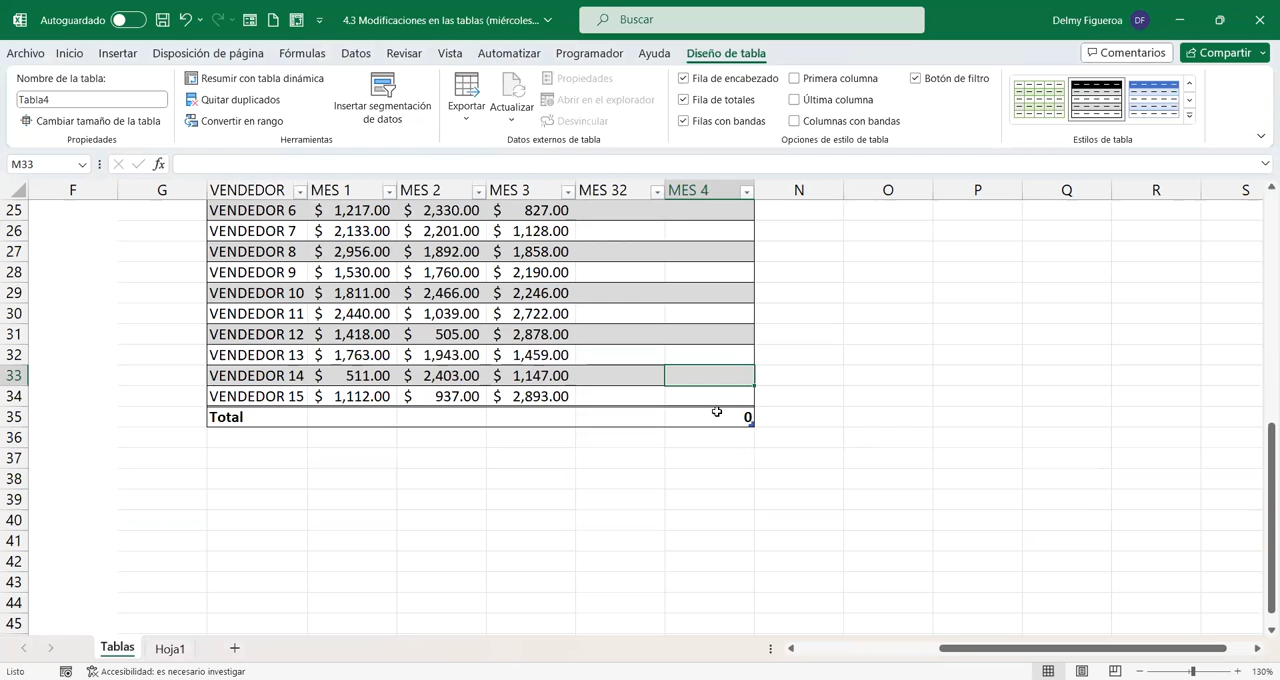 Autoguardado 4.3 Modificaciones en las tablas (miércoles... Buscar Delmy Figueroa DF
Archivo Inicio Insertar Disposición de página Fórmulas Datos Revisar Vista Automatizar Programador Ayuda Diseño de tabla Comentarios Compartir
Nombre de la tabla:
Tabla4
Cambiar tamaño de la tabla
Propiedades
Resumir con tabla dinámica
Quitar duplicados
Convertir en rango
Insertar segmentación
de datos
Herramientas
Exportar
Actualizar
Propiedades
Abrir en el explorador
Desvincular
Datos externos de tabla
Fila de encabezado
Fila de totales
Filas con bandas
Primera columna
Última columna
Columnas con bandas
Botón de filtro
Opciones de estilo de tabla
Estilos de tabla
M33 fx
F G VENDEDOR MES 1 MES 2 MES 3 MES 32 MES 4 N O P Q R S
25 VENDEDOR 6 $ 1,217.00 $ 2,330.00 $ 827.00
26 VENDEDOR 7 $ 2,133.00 $ 2,201.00 $ 1,128.00
27 VENDEDOR 8 $ 2,956.00 $ 1,892.00 $ 1,858.00
28 VENDEDOR 9 $ 1,530.00 $ 1,760.00 $ 2,190.00
29 VENDEDOR 10 $ 1,811.00 $ 2,466.00 $ 2,246.00
30 VENDEDOR 11 $ 2,440.00 $ 1,039.00 $ 2,722.00
31 VENDEDOR 12 $ 1,418.00 $ 505.00 $ 2,878.00
32 VENDEDOR 13 $ 1,763.00 $ 1,943.00 $ 1,459.00
33 VENDEDOR 14 $ 511.00 $ 2,403.00 $ 1,147.00
34 VENDEDOR 15 $ 1,112.00 $ 937.00 $ 2,893.00
35 Total 0
36
37
38
39
40
41
42
43
44
45
Tablas Hoja1
Listo Accesibilidad: es necesario investigar 130%